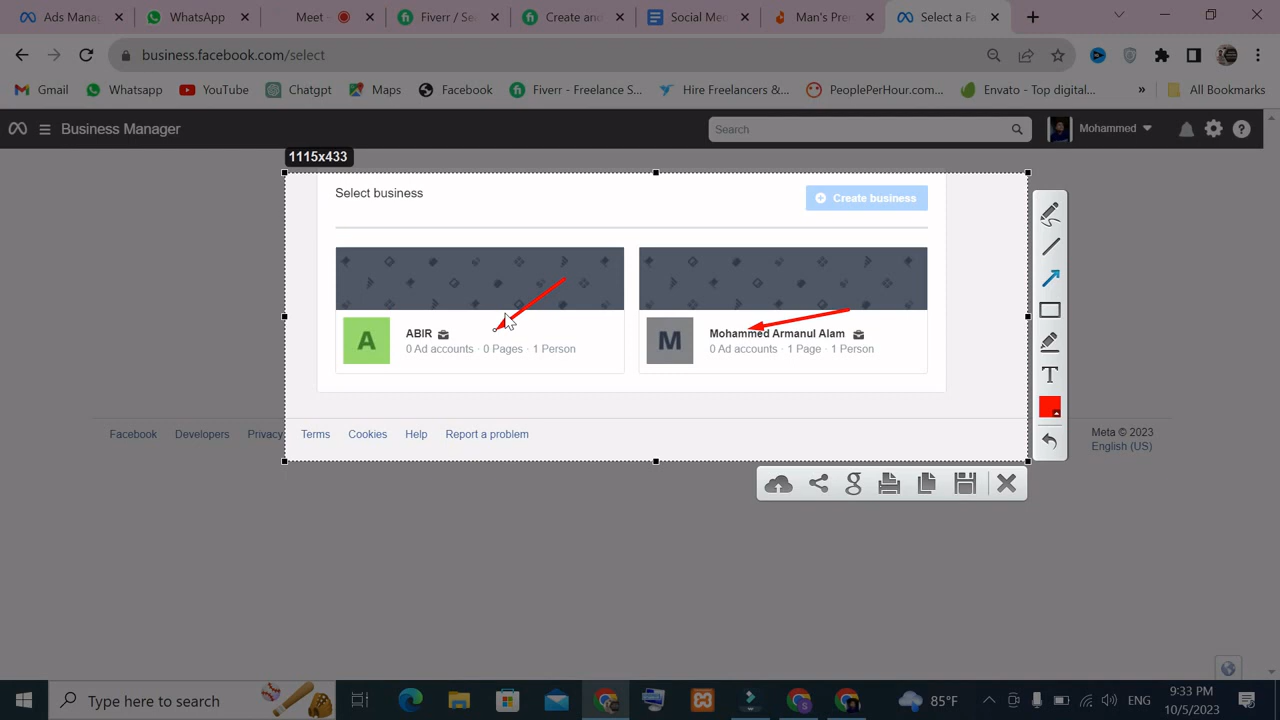 Ads Manag
WhatsApp
Meet -
Fiverr / Se
Create and
Social Med
Man's Prem
Select a Fa
business.facebook.com/select
Gmail
Whatsapp
YouTube
Chatgpt
Maps
Facebook
Fiverr - Freelance S...
Hire Freelancers &...
PeoplePerHour.com...
Envato - Top digital...
»
All Bookmarks
Business Manager
Search
Mohammed
1115x433
Select business
Create business
A
ABIR
0 Ad accounts · 0 Pages · 1 Person
M
Mohammed Armanul Alam
0 Ad accounts · 1 Page · 1 Person
Facebook
Developers
Privacy
Terms
Cookies
Help
Report a problem
Meta © 2023
English (US)
Type here to search
85°F
ENG
9:33 PM
10/5/2023